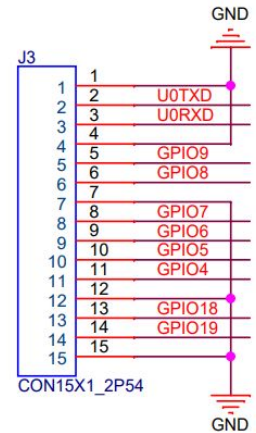 GND
J3
1 1
2 2 U0TXD
3 3 U0RXD
4 4
5 5 GPIO9
6 6 GPIO8
7 7
8 8 GPIO7
9 9 GPIO6
10 10 GPIO5
11 11 GPIO4
12 12
13 13 GPIO18
14 14 GPIO19
15 15
CON15X1_2P54
GND